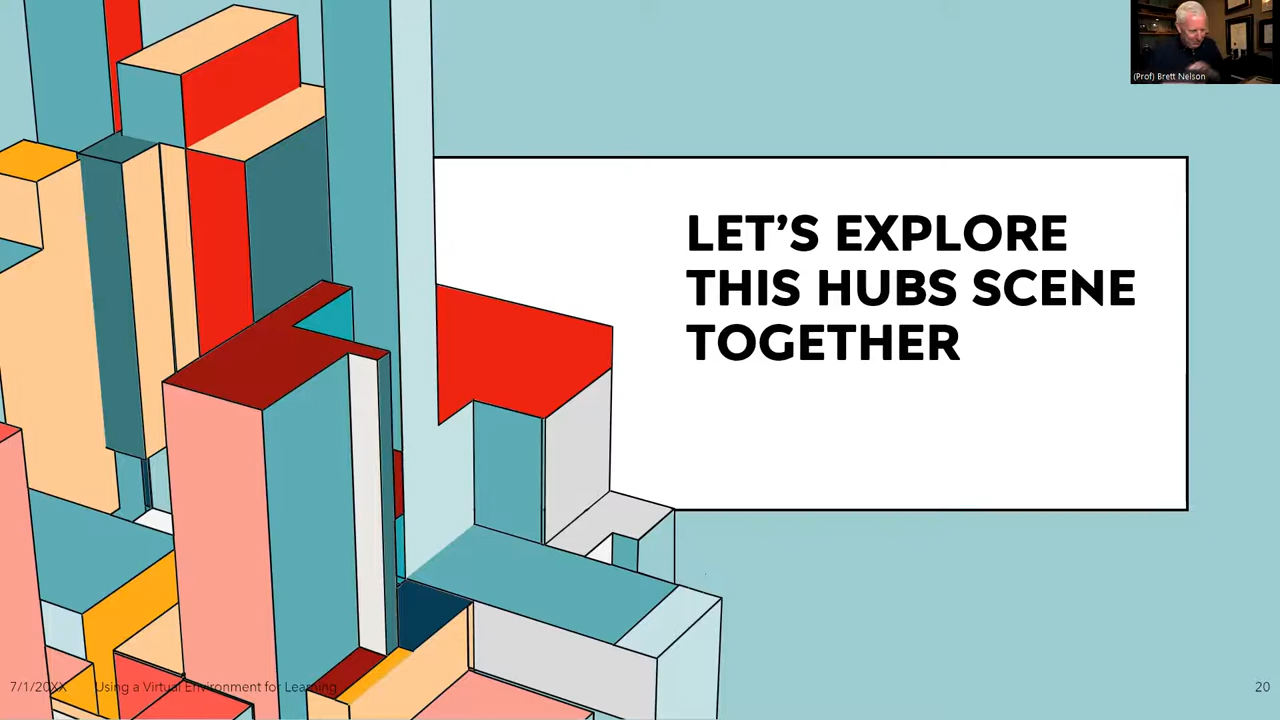 (Prof) Brett Nelson
LET’S EXPLORE
THIS HUBS SCENE
TOGETHER
7/1/20XX
Using a Virtual Environment for Learning
20